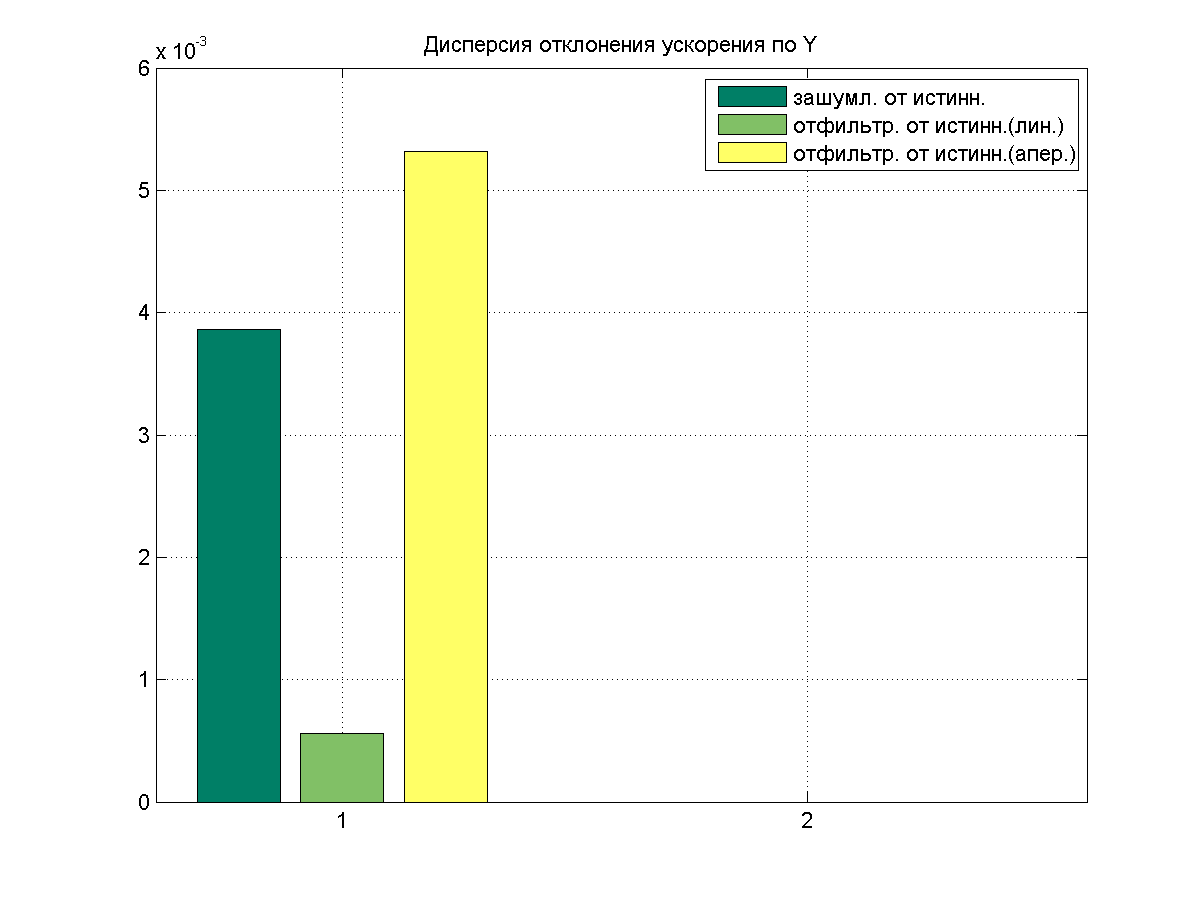 Дисперсия отклонения ускорения по Y
x 10⁻³
зашумл. от истинн.
отфильтр. от истинн.(лин.)
отфильтр. от истинн.(апер.)
6
5
4
3
2
1
0
1 2